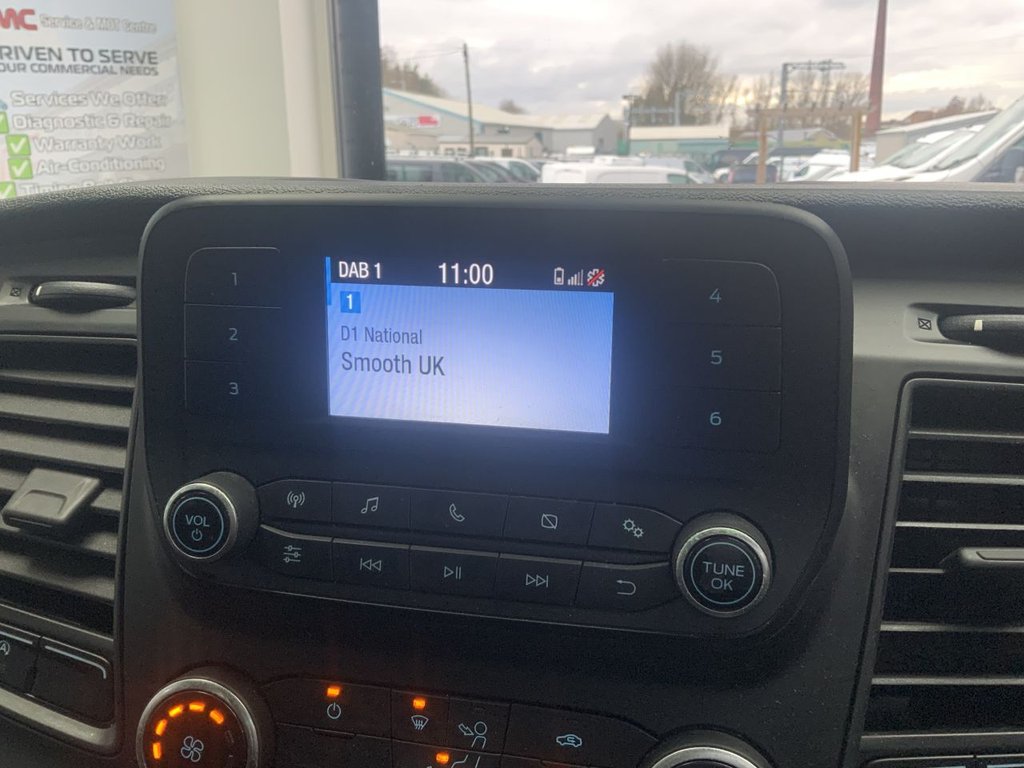 MC Service & MOT Centre
RIVEN TO SERVE
OUR COMMERCIAL NEEDS
Services We Offer
Diagnostic & Repair
Warranty Work
Air-Conditioning
DAB 1 11:00
1
D1 National
Smooth UK
1
2
3
4
5
6
VOL
TUNE
OK